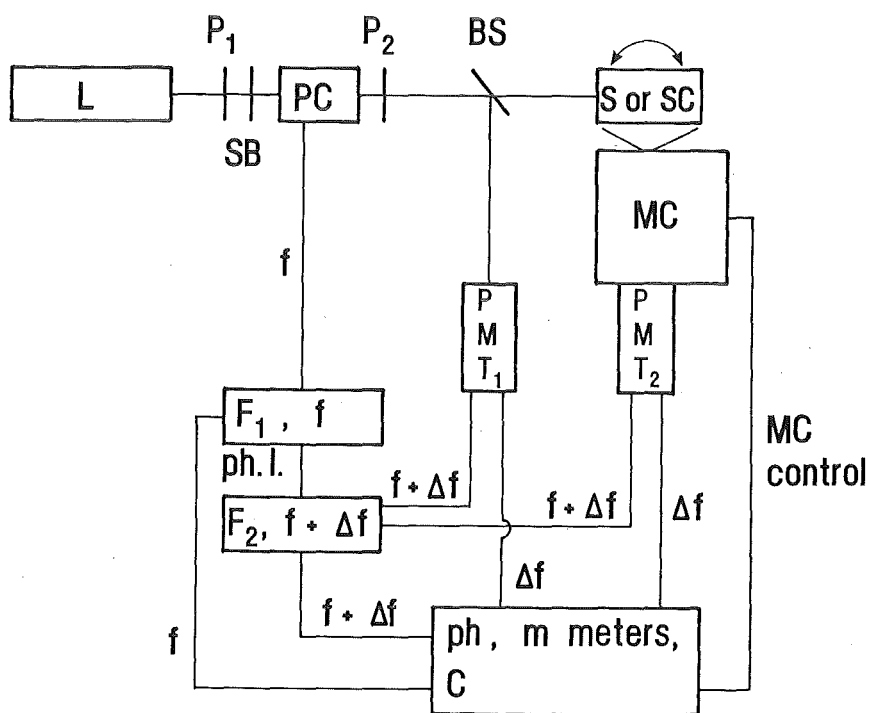 P₁
P₂
BS
L
PC
S or SC
SB
MC
f
P
M
T₁
P
M
T₂
F₁ , f
MC
control
ph. l.
f + Δf
f + Δf
Δf
F₂, f + Δf
Δf
f + Δf
f
ph , m meters,
C